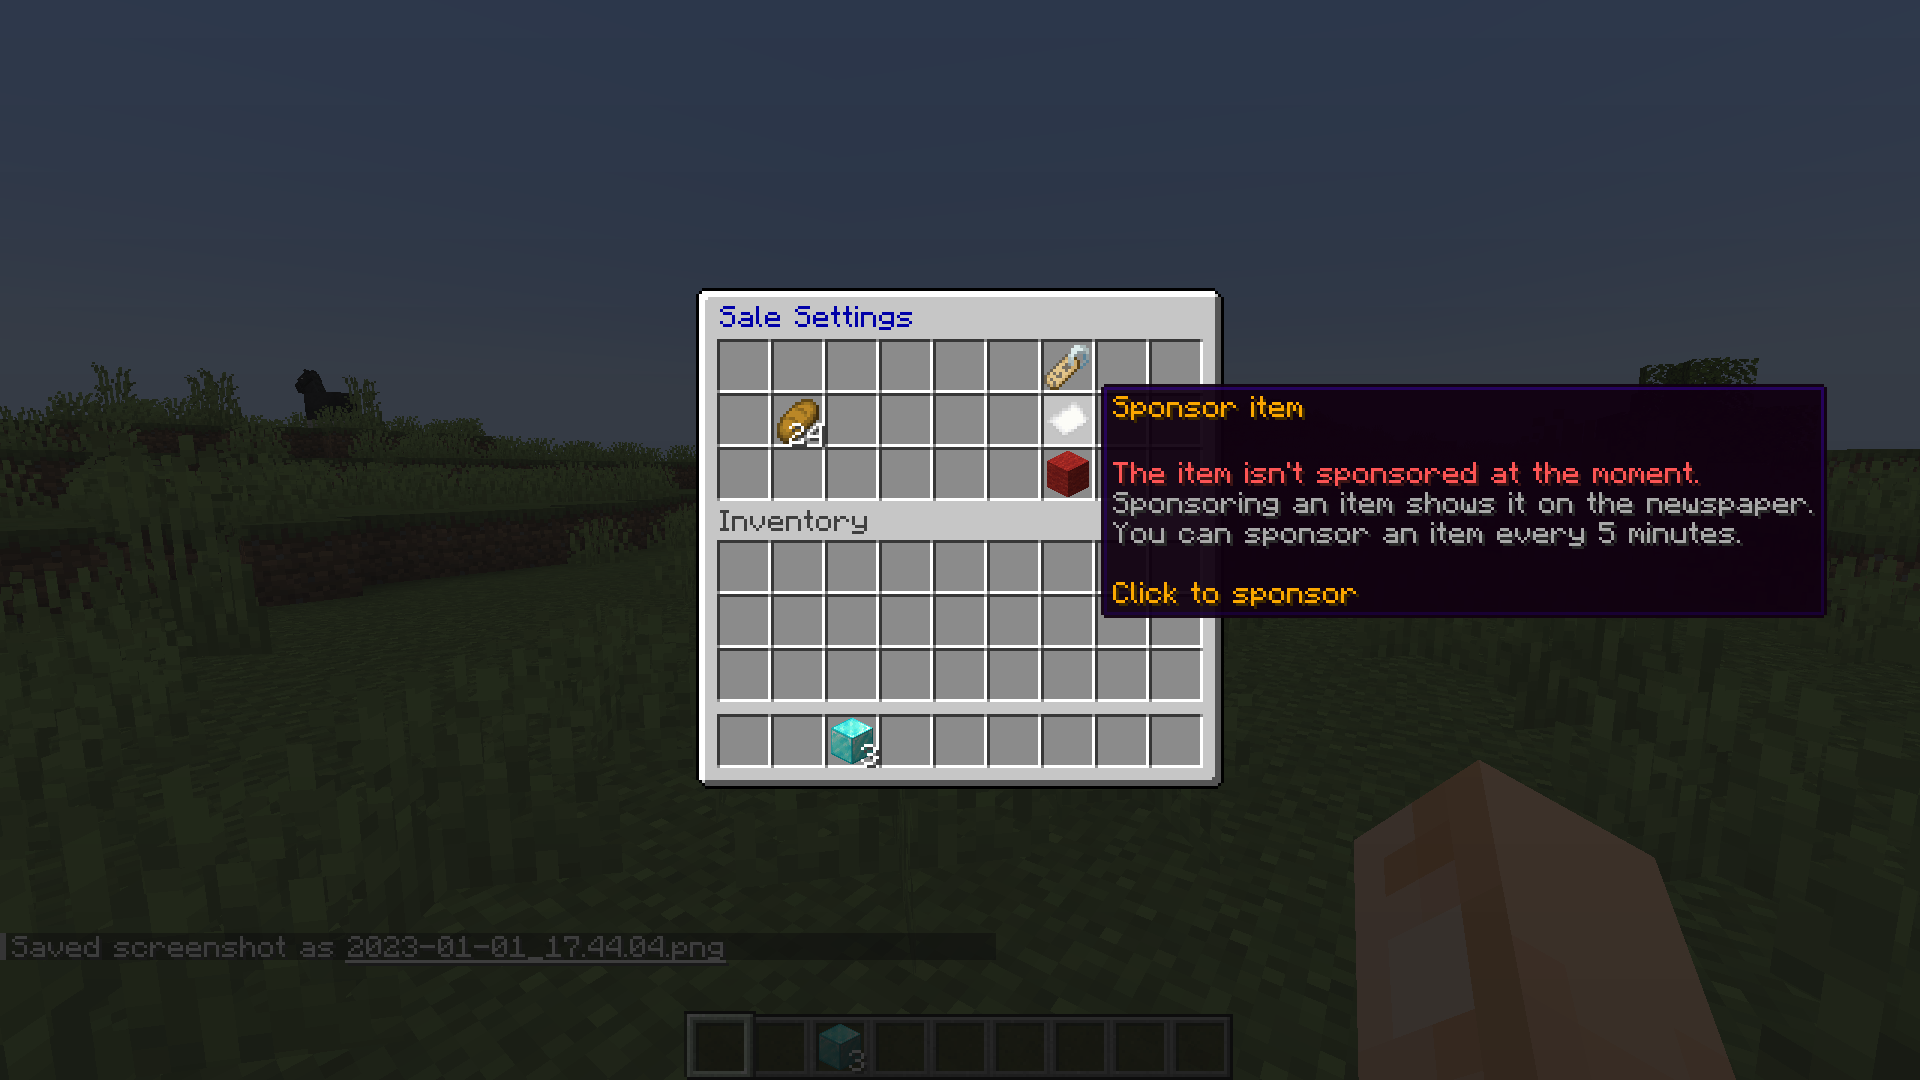 Sale Settings
24
Sponsor item
The item isn't sponsored at the moment.
Sponsoring an item shows it on the newspaper.
You can sponsor an item every 5 minutes.
Click to sponsor
Inventory
3
Saved screenshot as 2023-01-01_17.44.04.png
3